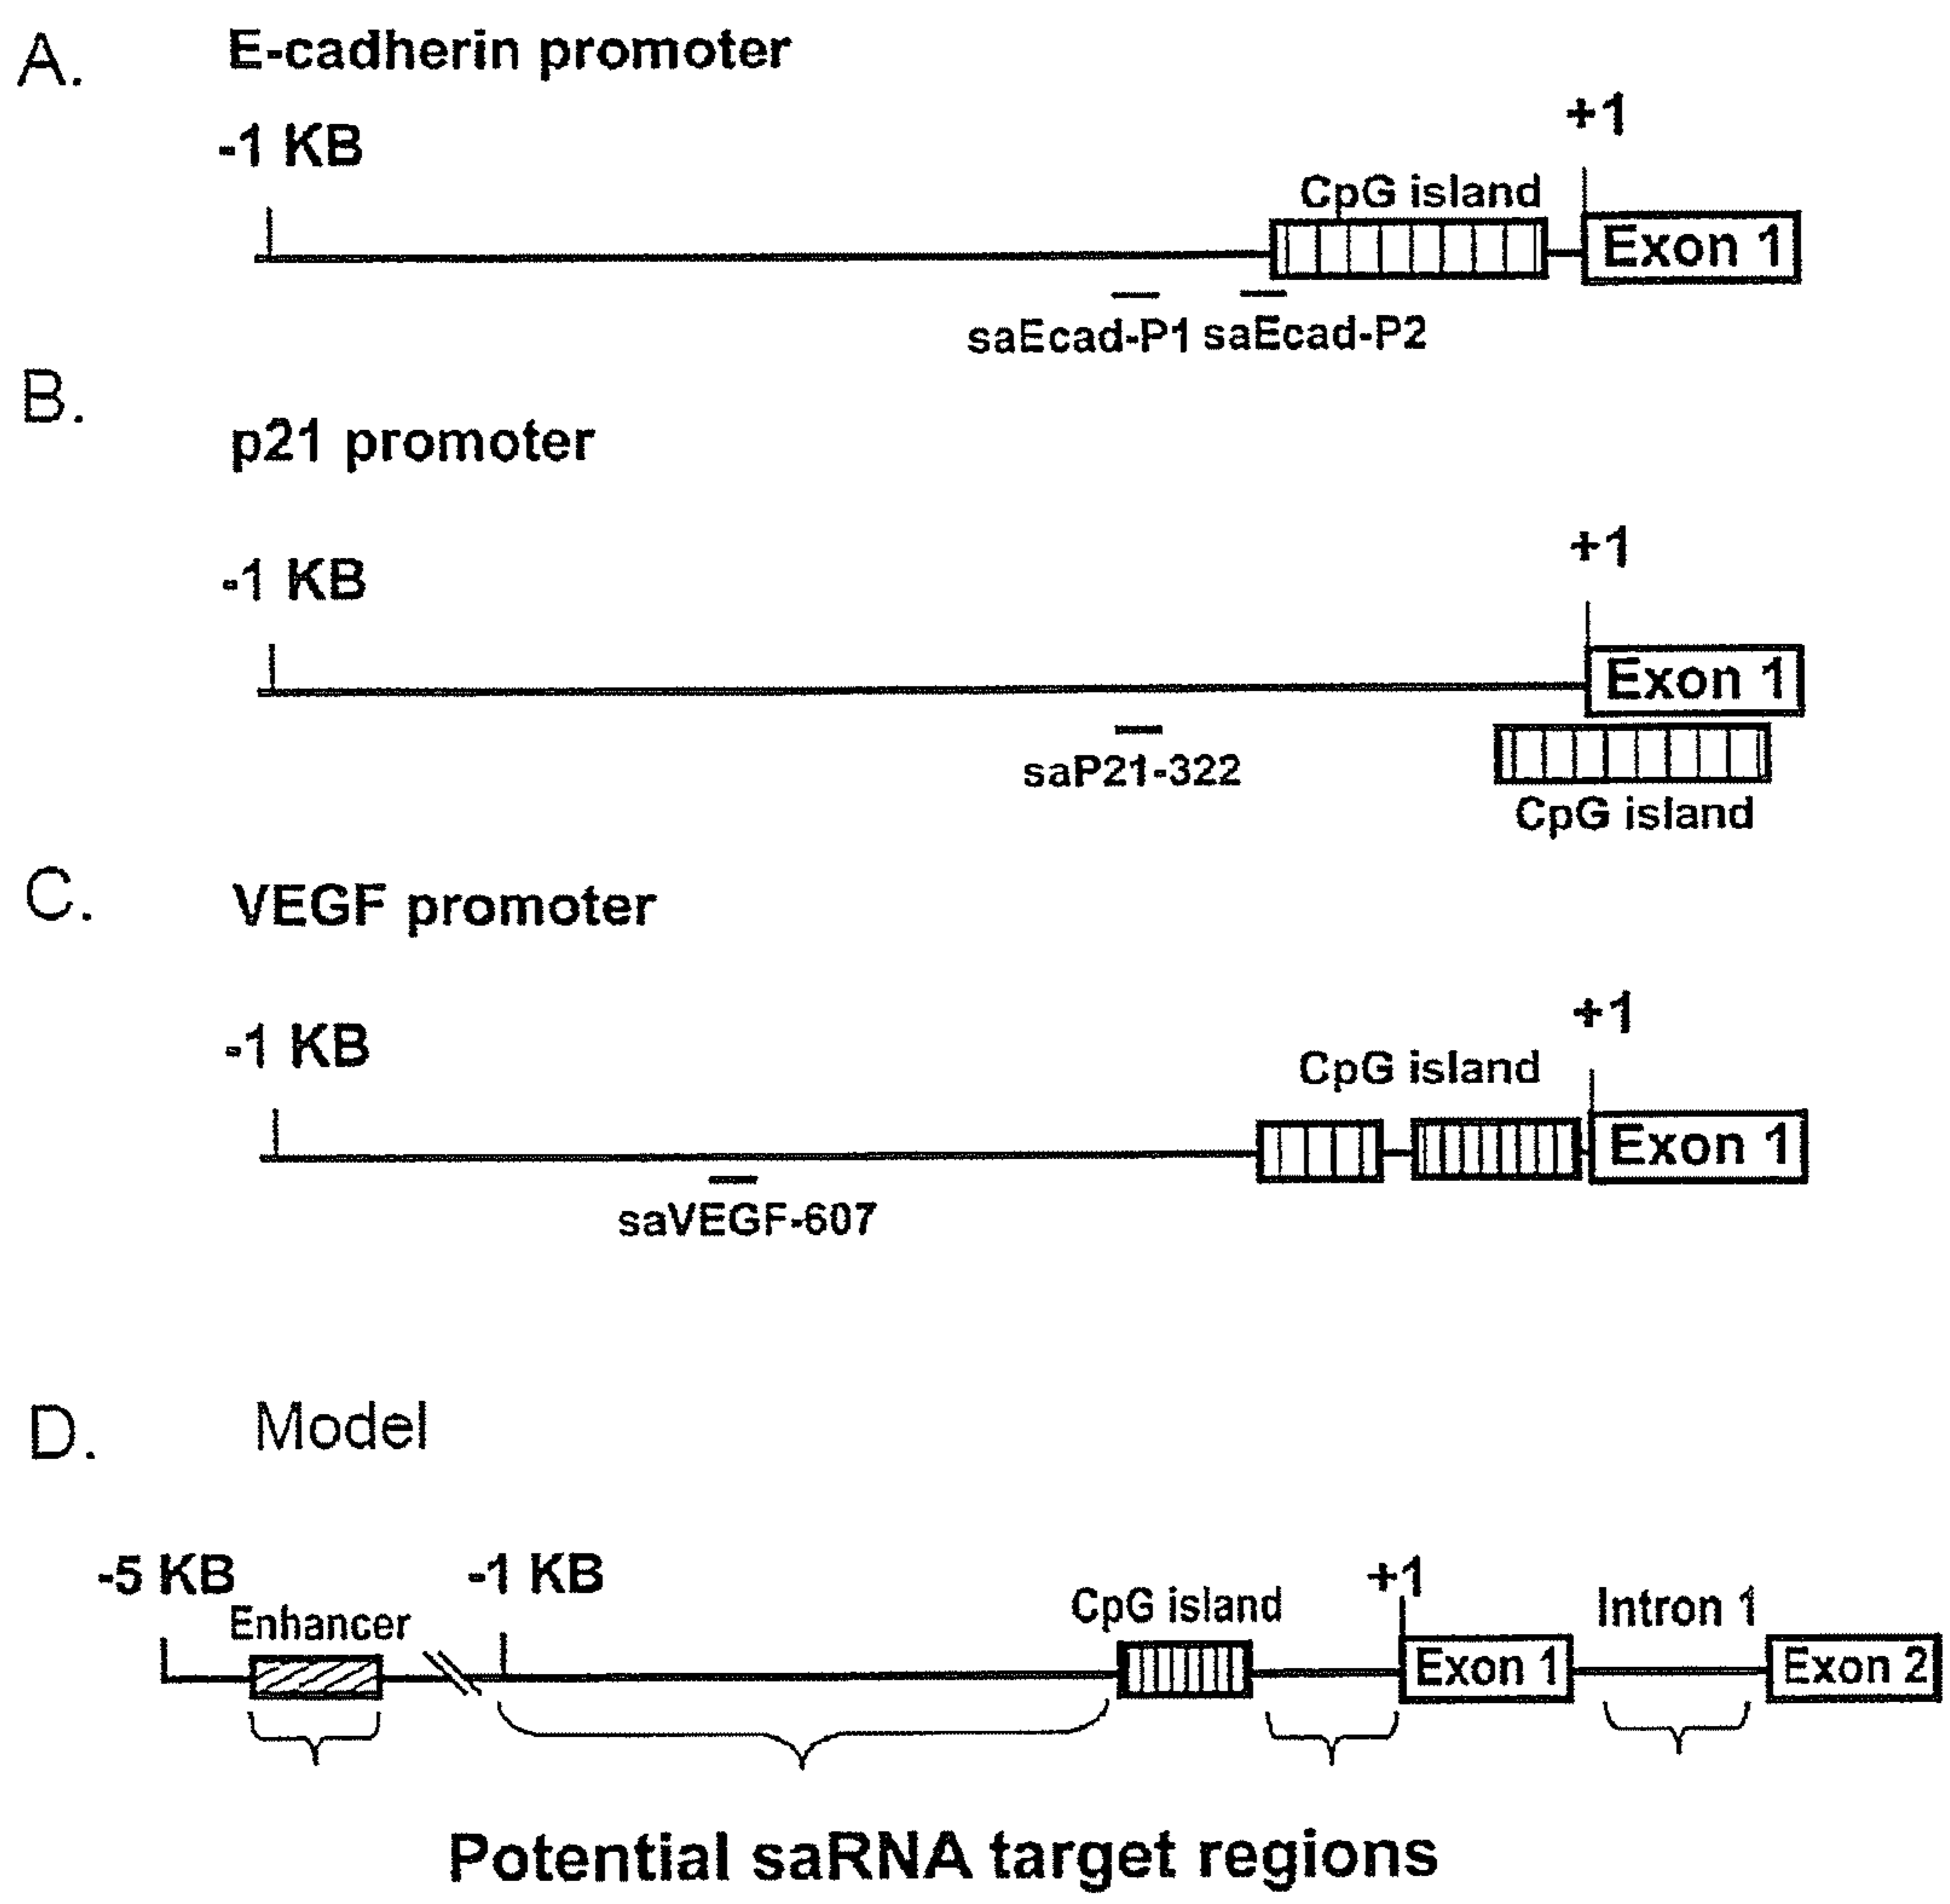 A.
E-cadherin promoter
-1 KB
+1
CpG island
Exon 1
saEcad-P1 saEcad-P2
B.
p21 promoter
-1 KB
+1
Exon 1
saP21-322
CpG island
C.
VEGF promoter
-1 KB
+1
CpG island
Exon 1
saVEGF-607
D.
Model
-5 KB
-1 KB
+1
Enhancer
CpG island
Intron 1
Exon 1
Exon 2
Potential saRNA target regions